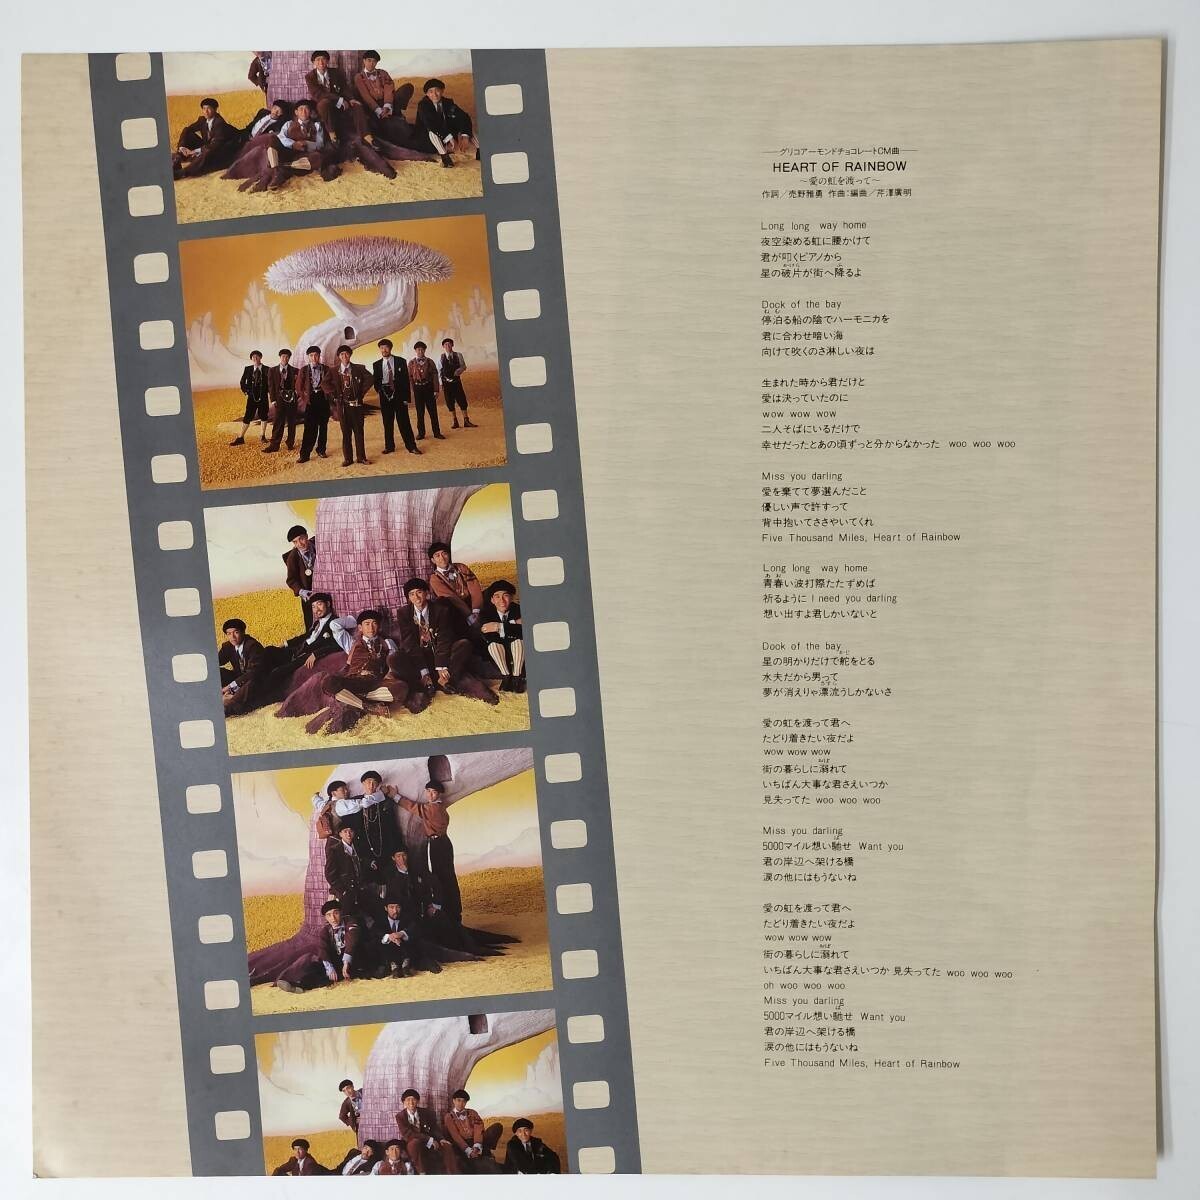 グリコアーモンドチョコレートCM曲
HEART OF RAINBOW
〜愛の虹を渡って〜
作詞／売野雅勇 作曲・編曲／芹澤廣明
Long long way home
夜空染める虹に腰かけて
君が叩くピアノから
星の破片が街へ降るよ
Dock of the bay
停泊る船の陰でハーモニカを
君に合わせ暗い海
向けて吹くのさ淋しい夜は
生まれた時から君だけと
愛は決っていたのに
wow wow wow
二人そばにいるだけで
幸せだったとあの頃ずっと分からなかった woo woo woo
Miss you darling
愛を棄てて夢選んだこと
優しい声で許すって
背中抱いてささやいてくれ
Five Thousand Miles, Heart of Rainbow
Long long way home
青春い波打際たたずめば
祈るように I need you darling
想い出すよ君しかいないと
Dock of the bay
星の明かりだけで舵をとる
水夫だから男って
夢が消えりゃ漂流うしかないさ
愛の虹を渡って君へ
たどり着きたい夜だよ
wow wow wow
街の暮らしに溺れて
いちばん大事な君さえいつか
見失ってた woo woo woo
Miss you darling
5000マイル想い馳せ Want you
君の岸辺へ架ける橋
涙の他にはもうないね
愛の虹を渡って君へ
たどり着きたい夜だよ
wow wow wow
街の暮らしに溺れて
いちばん大事な君さえいつか 見失ってた woo woo woo
oh woo woo woo
Miss you darling
5000マイル想い馳せ Want you
君の岸辺へ架ける橋
涙の他にはもうないね
Five Thousand Miles, Heart of Rainbow